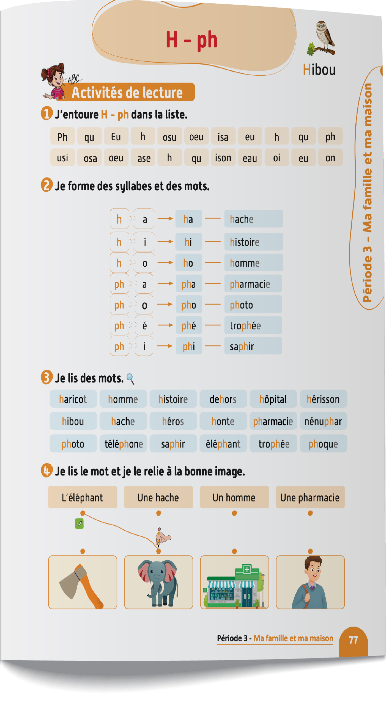 H - ph
Hibou
ABC
Activités de lecture
1 J'entoure H - ph dans la liste.
Ph qu Eu h osu oeu isa eu h qu ph
usi osa oeu ase h qu ison eau oi eu on
2 Je forme des syllabes et des mots.
h a ha hache
h i hi histoire
h o ho homme
ph a pha pharmacie
ph o pho photo
ph é phé trophée
ph i phi saphir
3 Je lis des mots.
haricot homme histoire dehors hôpital hérisson
hibou hache héros honte pharmacie nénuphar
photo téléphone saphir éléphant trophée phoque
4 Je lis le mot et je le relie à la bonne image.
L'éléphant Une hache Un homme Une pharmacie
Période 3 - Ma famille et ma maison
Période 3 - Ma famille et ma maison 77